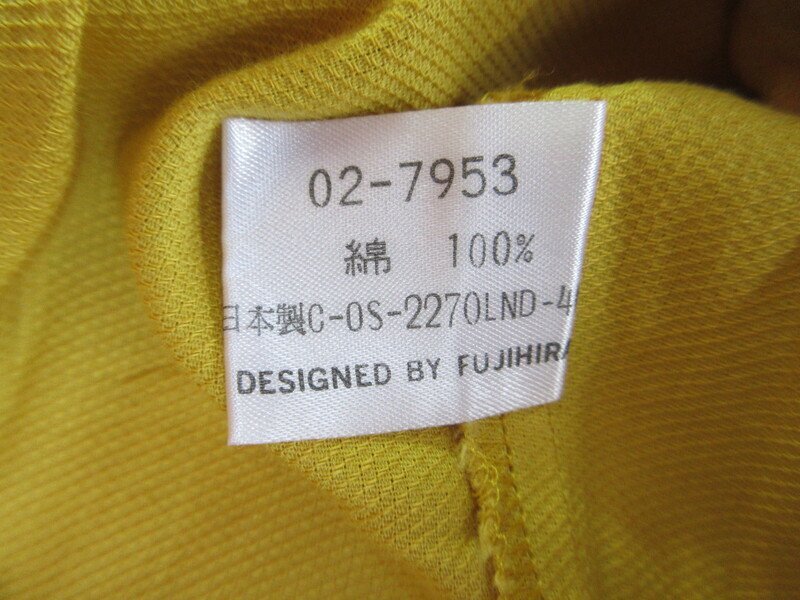 02-7953
綿 100%
日本製C-OS-2270LND-4
DESIGNED BY FUJIHIRA